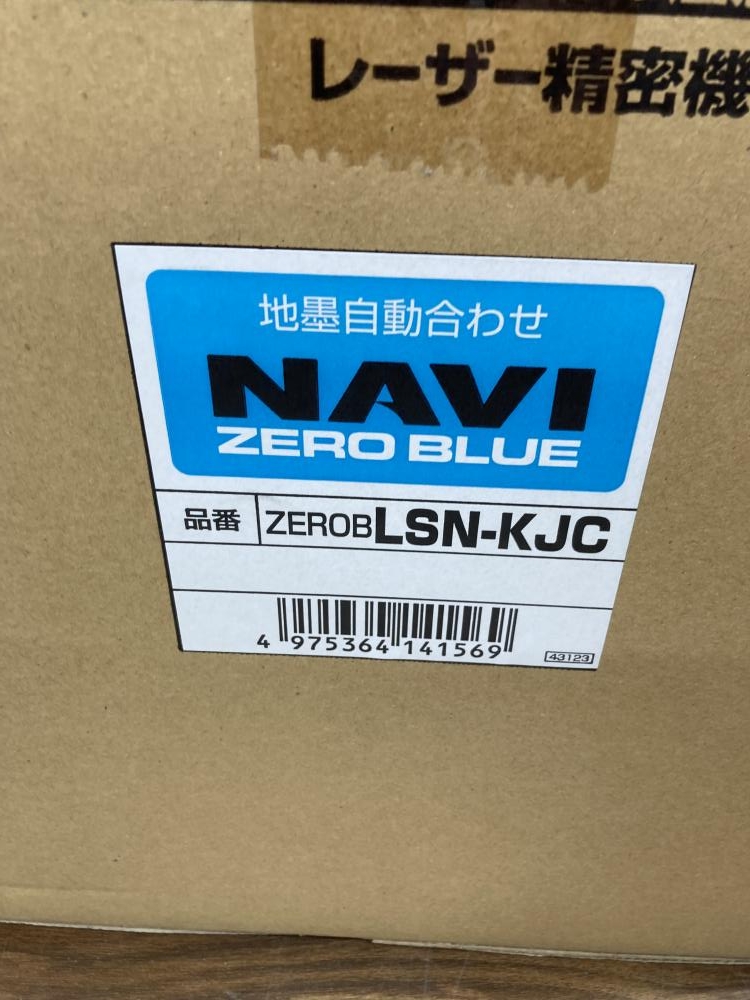 レーザー精密機
地墨自動合わせ
NAVI
ZERO BLUE
品番 ZEROBLSN-KJC
4 975364 141569
43123